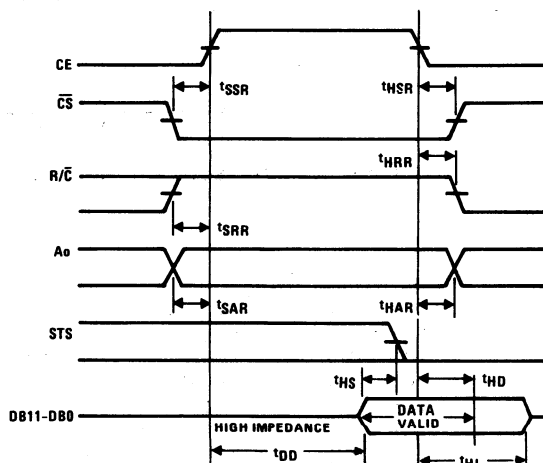 CE
tSSR
tHSR
CS
tHRR
R/C
tSRR
Ao
tSAR
tHAR
STS
tHS
tHD
DB11-DB0
HIGH IMPEDANCE
DATA
VALID
tDD
tHL